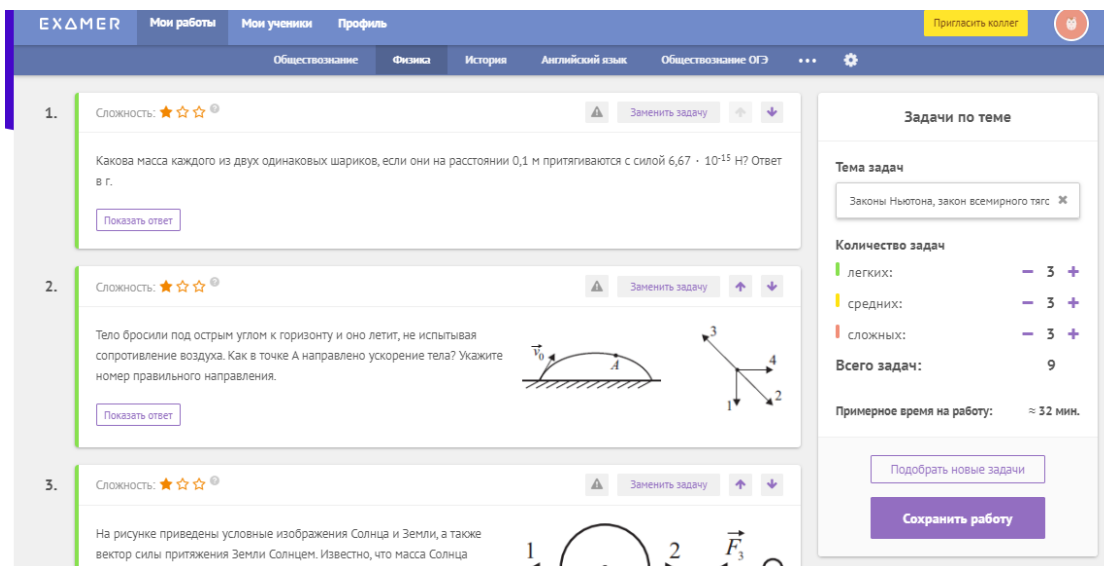 EXΔMER Мои работы Мои ученики Профиль Пригласить коллег
Обществознание Физика История Английский язык Обществознание ОГЭ •••
1. Сложность: Заменить задачу
Какова масса каждого из двух одинаковых шариков, если они на расстоянии 0,1 м притягиваются с силой 6,67 · 10⁻¹⁵ Н? Ответ
в г.
Показать ответ
2. Сложность: Заменить задачу
Тело бросили под острым углом к горизонту и оно летит, не испытывая
сопротивление воздуха. Как в точке А направлено ускорение тела? Укажите
номер правильного направления.
Показать ответ
v₀ A
3
4
1 2
3. Сложность: Заменить задачу
На рисунке приведены условные изображения Солнца и Земли, а также
вектор силы притяжения Земли Солнцем. Известно, что масса Солнца
1 2 F₃
Задачи по теме
Тема задач
Законы Ньютона, закон всемирного тяго
Количество задач
легких: − 3 +
средних: − 3 +
сложных: − 3 +
Всего задач: 9
Примерное время на работу: ≈ 32 мин.
Подобрать новые задачи
Сохранить работу